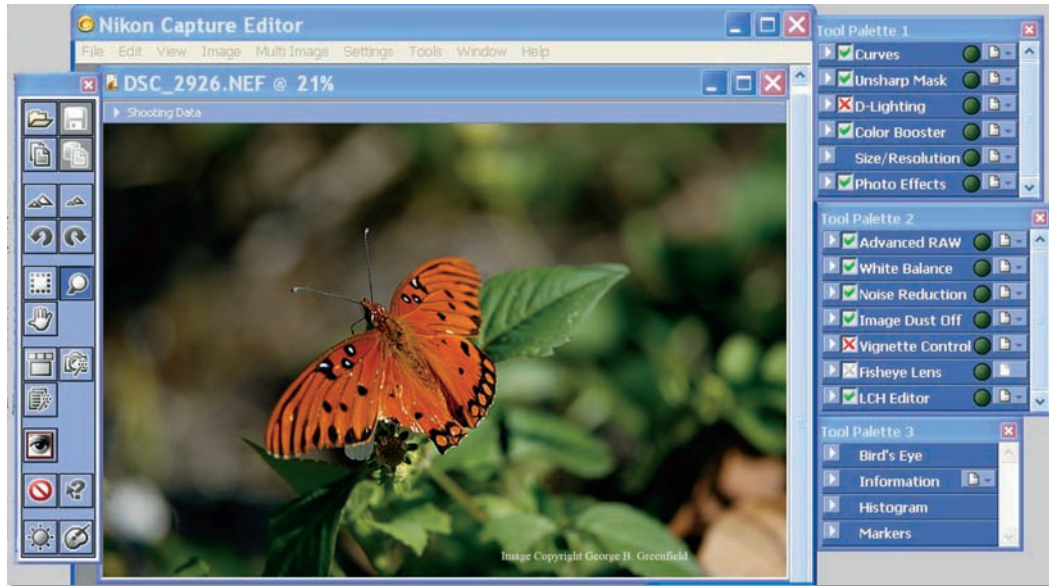 Nikon Capture Editor
File Edit View Image Multi Image Settings Tools Window Help
DSC_2926.NEF @ 21%
Shooting Data
Image Copyright George B. Greenfield
Tool Palette 1
Curves
Unsharp Mask
D-Lighting
Color Booster
Size/Resolution
Photo Effects
Tool Palette 2
Advanced RAW
White Balance
Noise Reduction
Image Dust Off
Vignette Control
Fisheye Lens
LCH Editor
Tool Palette 3
Bird's Eye
Information
Histogram
Markers